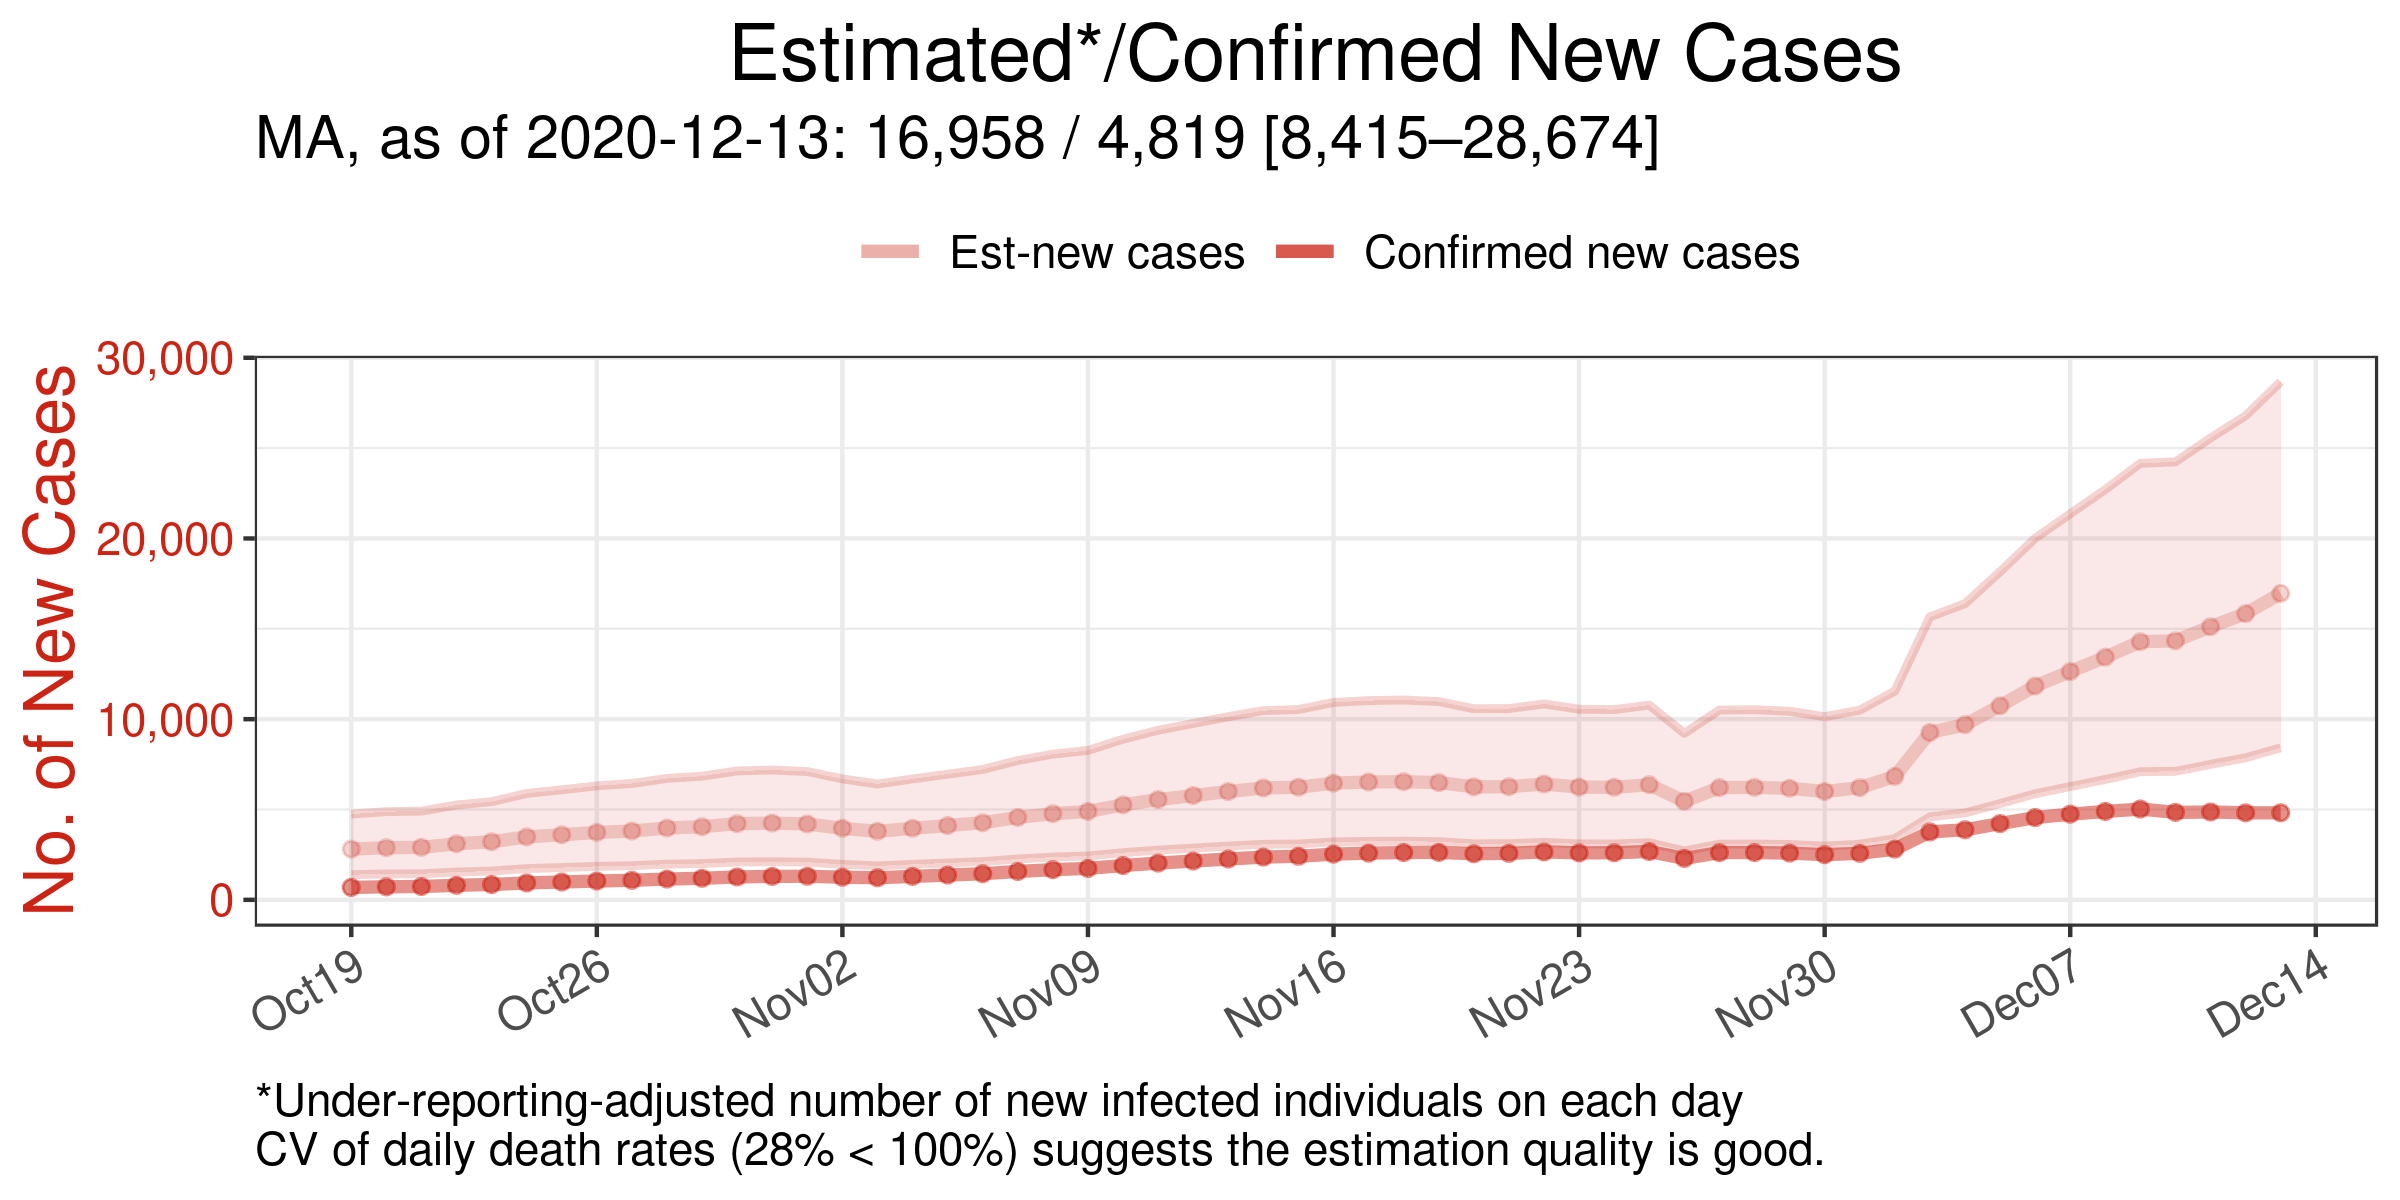 Estimated*/Confirmed New Cases
MA, as of 2020-12-13: 16,958 / 4,819 [8,415–28,674]
Est-new cases
Confirmed new cases
No. of New Cases
30,000
20,000
10,000
0
Oct19
Oct26
Nov02
Nov09
Nov16
Nov23
Nov30
Dec07
Dec14
*Under-reporting-adjusted number of new infected individuals on each day
CV of daily death rates (28% < 100%) suggests the estimation quality is good.